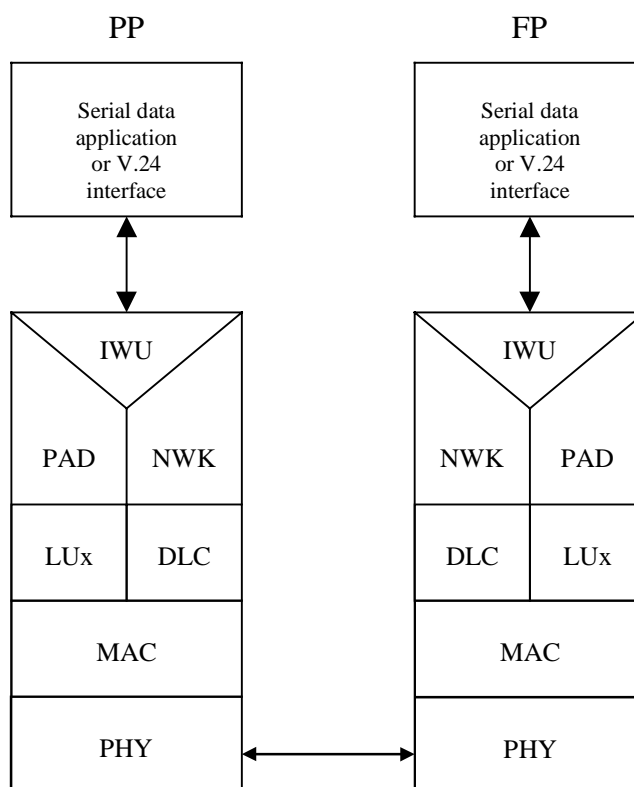 PP
FP
Serial data
application
or V.24
interface
Serial data
application
or V.24
interface
IWU
IWU
PAD
NWK
NWK
PAD
LUx
DLC
DLC
LUx
MAC
MAC
PHY
PHY